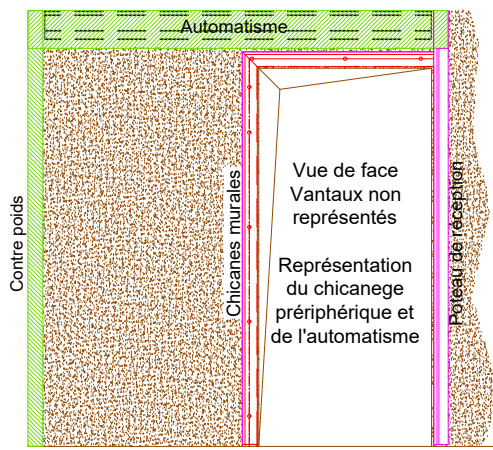 Automatisme
Contre poids
Chicanes murales
Vue de face
Vantaux non
représentés
Représentation
du chicanege
prériphérique et
de l'automatisme
Poteau de réception